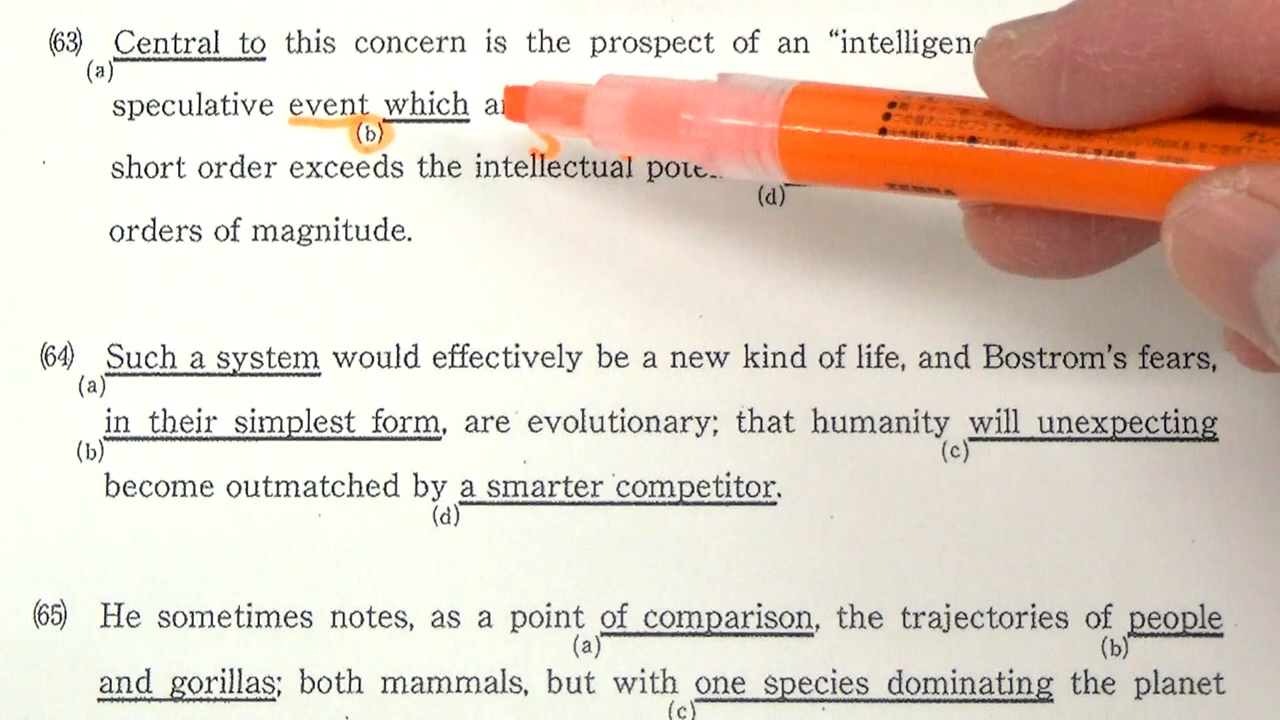 (63) Central to this concern is the prospect of an “intelligenc
(a)
speculative event which
(b)
short order exceeds the intellectual pote
(d)
orders of magnitude.
(64) Such a system would effectively be a new kind of life, and Bostrom’s fears,
(a)
in their simplest form, are evolutionary; that humanity will unexpecting
(b) (c)
become outmatched by a smarter competitor.
(d)
(65) He sometimes notes, as a point of comparison, the trajectories of people
(a) (b)
and gorillas; both mammals, but with one species dominating the planet
(c)
ZEBRA